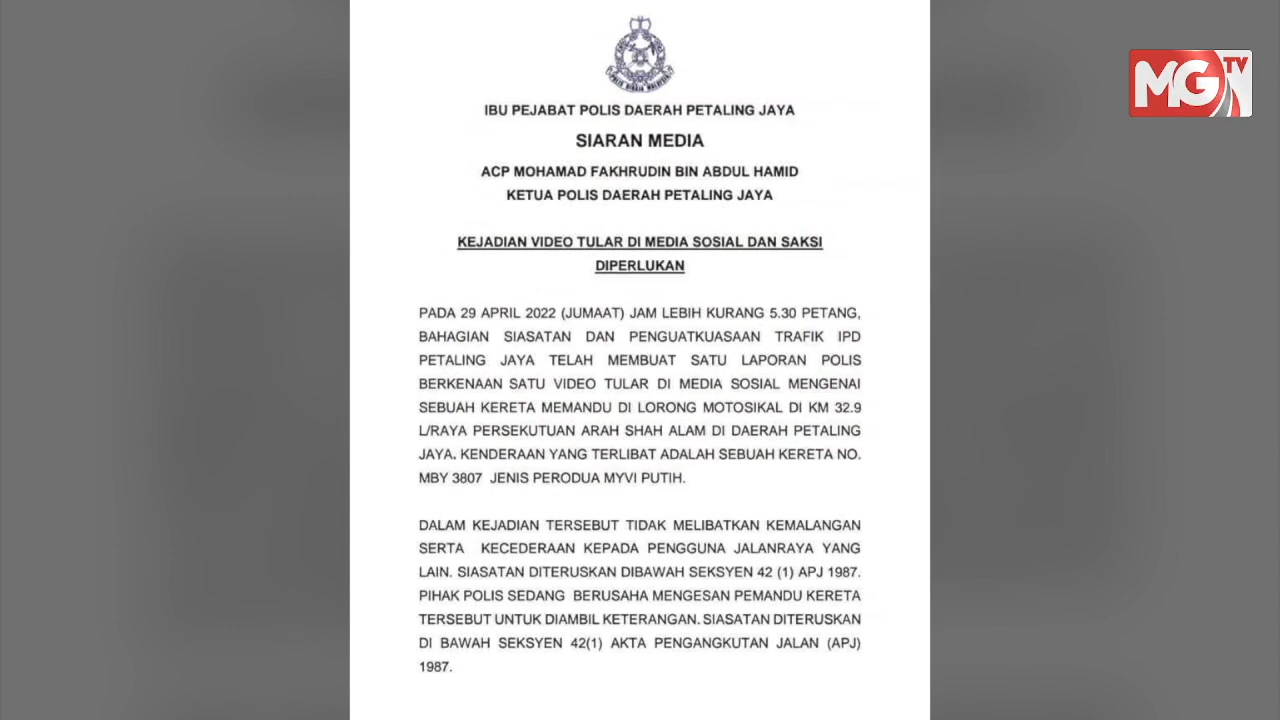 POLIS DIRAJA MALAYSIA
MGTV
IBU PEJABAT POLIS DAERAH PETALING JAYA
SIARAN MEDIA
ACP MOHAMAD FAKHRUDIN BIN ABDUL HAMID
KETUA POLIS DAERAH PETALING JAYA
KEJADIAN VIDEO TULAR DI MEDIA SOSIAL DAN SAKSI
DIPERLUKAN
PADA 29 APRIL 2022 (JUMAAT) JAM LEBIH KURANG 5.30 PETANG,
BAHAGIAN SIASATAN DAN PENGUATKUASAAN TRAFIK IPD
PETALING JAYA TELAH MEMBUAT SATU LAPORAN POLIS
BERKENAAN SATU VIDEO TULAR DI MEDIA SOSIAL MENGENAI
SEBUAH KERETA MEMANDU DI LORONG MOTOSIKAL DI KM 32.9
L/RAYA PERSEKUTUAN ARAH SHAH ALAM DI DAERAH PETALING
JAYA. KENDERAAN YANG TERLIBAT ADALAH SEBUAH KERETA NO.
MBY 3807 JENIS PERODUA MYVI PUTIH.
DALAM KEJADIAN TERSEBUT TIDAK MELIBATKAN KEMALANGAN
SERTA KECEDERAAN KEPADA PENGGUNA JALANRAYA YANG
LAIN. SIASATAN DITERUSKAN DIBAWAH SEKSYEN 42 (1) APJ 1987.
PIHAK POLIS SEDANG BERUSAHA MENGESAN PEMANDU KERETA
TERSEBUT UNTUK DIAMBIL KETERANGAN. SIASATAN DITERUSKAN
DI BAWAH SEKSYEN 42(1) AKTA PENGANGKUTAN JALAN (APJ)
1987.